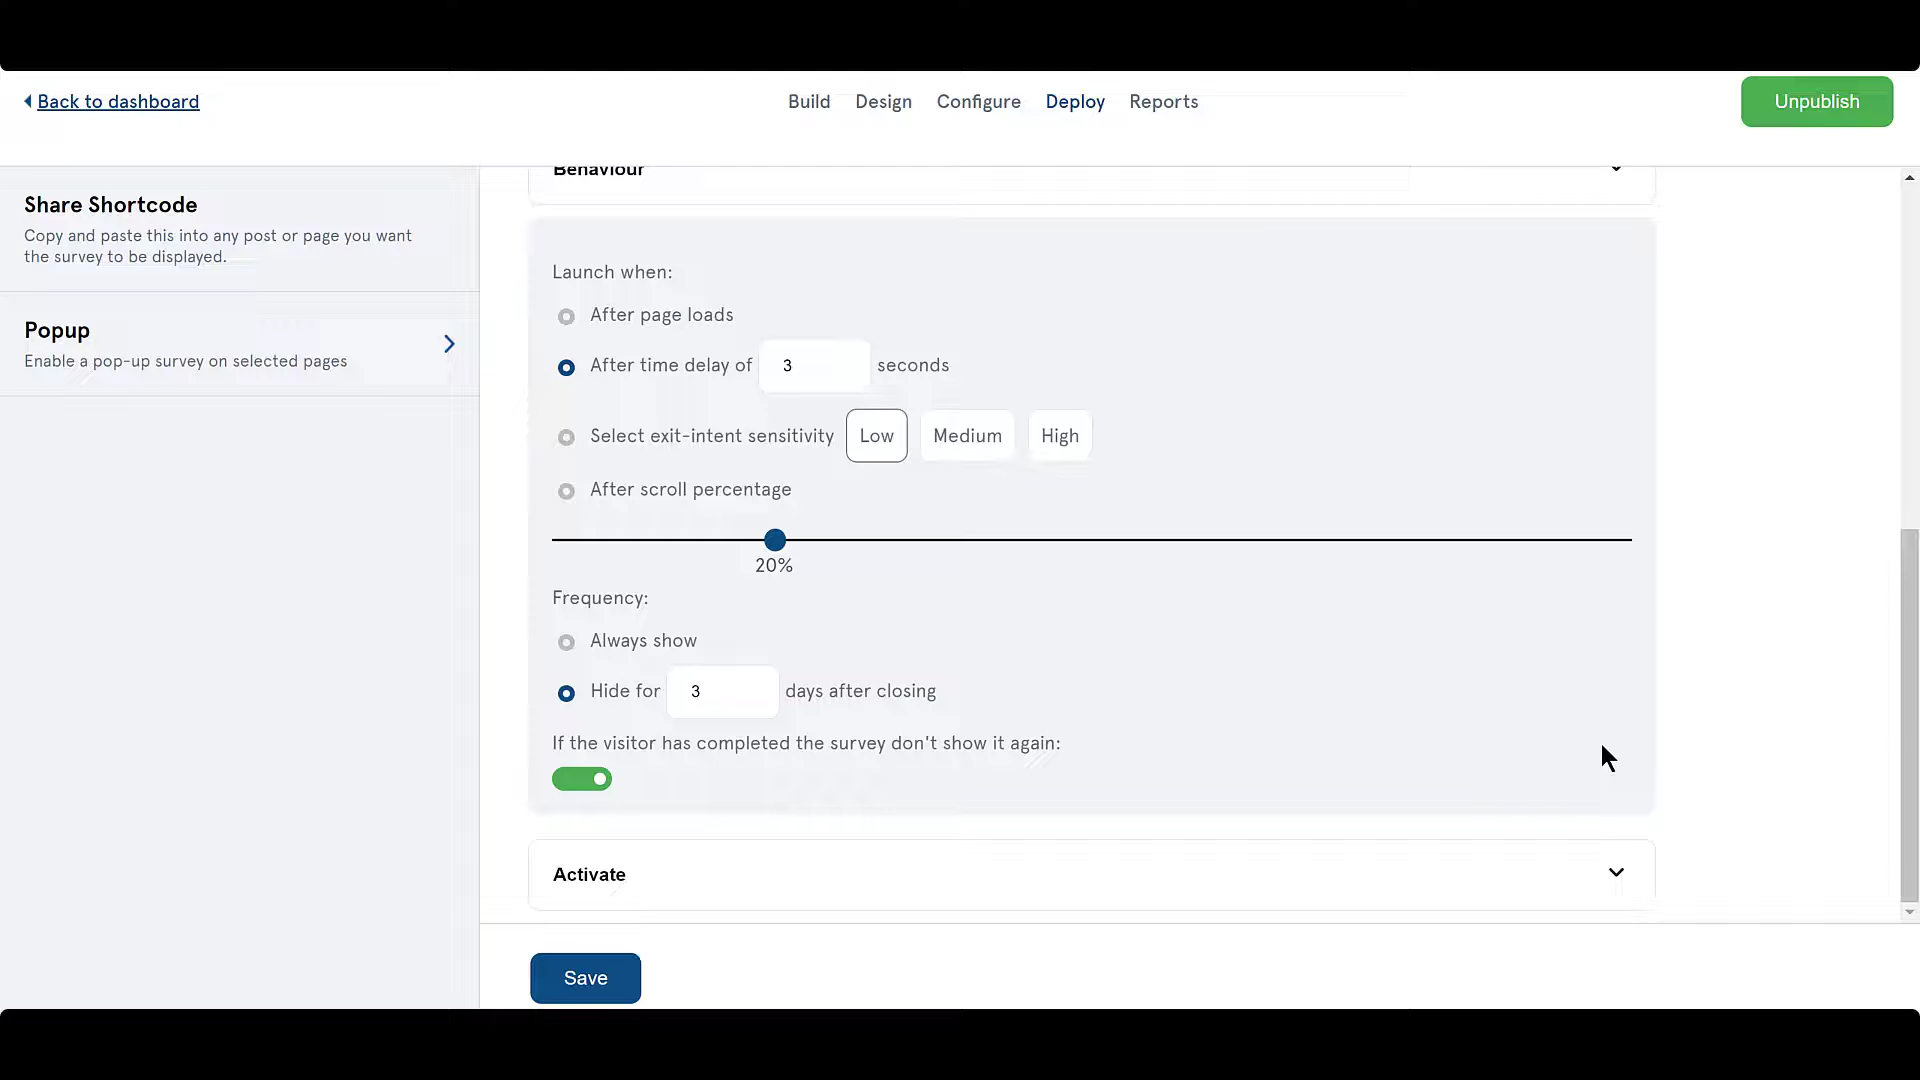 Back to dashboard
Build Design Configure Deploy Reports
Unpublish
Share Shortcode
Copy and paste this into any post or page you want
the survey to be displayed.
Popup
Enable a pop-up survey on selected pages
Behaviour
Launch when:
After page loads
After time delay of 3 seconds
Select exit-intent sensitivity Low Medium High
After scroll percentage
20%
Frequency:
Always show
Hide for 3 days after closing
If the visitor has completed the survey don't show it again:
Activate
Save